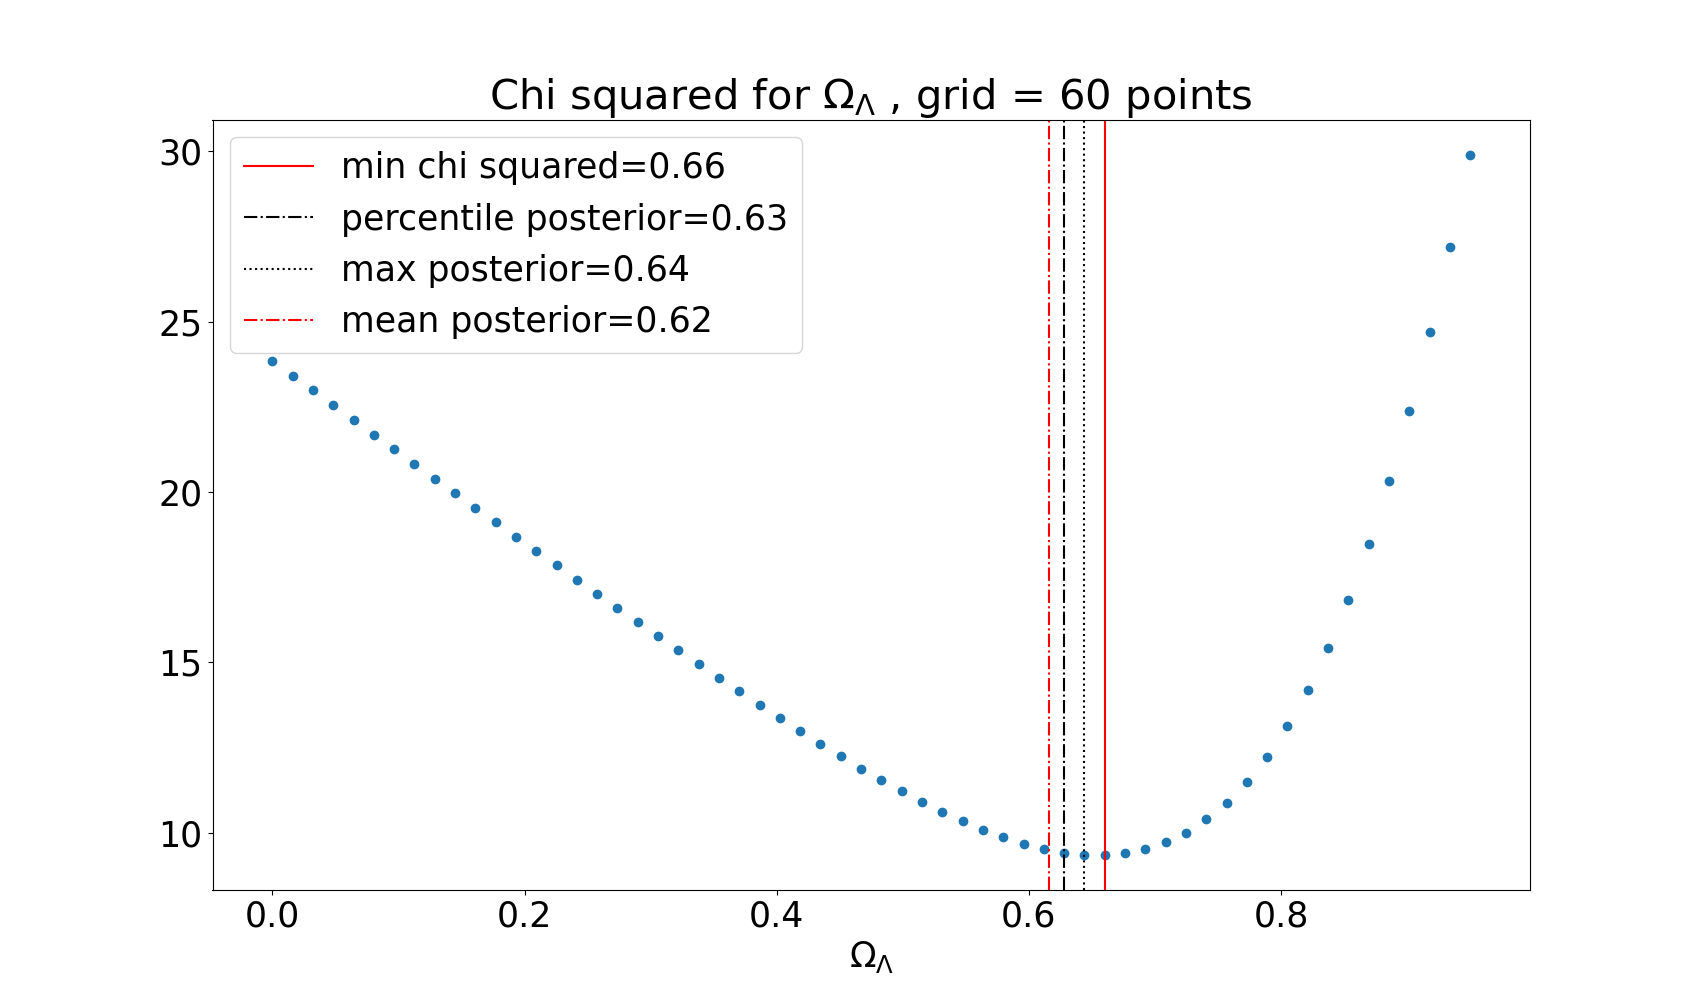 Chi squared for Ω_Λ , grid = 60 points
30
25
20
15
10
min chi squared=0.66
percentile posterior=0.63
max posterior=0.64
mean posterior=0.62
0.0 0.2 0.4 0.6 0.8
Ω_Λ